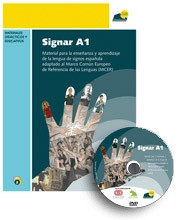 MATERIALES
DIDÁCTICOS Y
EDUCATIVOS
Signar A1
Material para la enseñanza y aprendizaje
de la lengua de signos española
adaptado al Marco Común Europeo
de Referencia de las Lenguas (MCER)
Signar A1
DVD